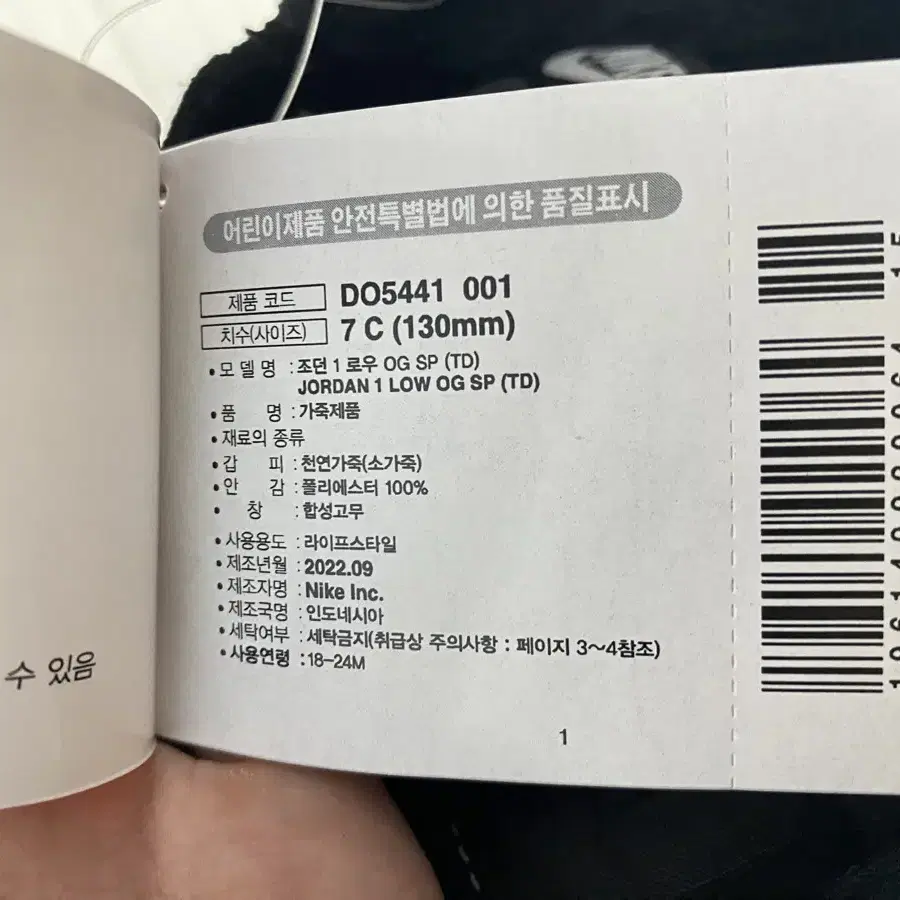 어린이제품 안전특별법에 의한 품질표시
제품 코드 DO5441 001
치수(사이즈) 7 C (130mm)
• 모 델 명 : 조던 1 로우 OG SP (TD)
JORDAN 1 LOW OG SP (TD)
• 품 명 : 가죽제품
• 재료의 종류
• 갑 피 : 천연가죽(소가죽)
• 안 감 : 폴리에스터 100%
• 창 : 합성고무
• 사용용도 : 라이프스타일
• 제조년월 : 2022.09
• 제조자명 : Nike Inc.
• 제조국명 : 인도네시아
• 세탁여부 : 세탁금지(취급상 주의사항 : 페이지 3~4참조)
• 사용연령 : 18-24M
1
수 있음